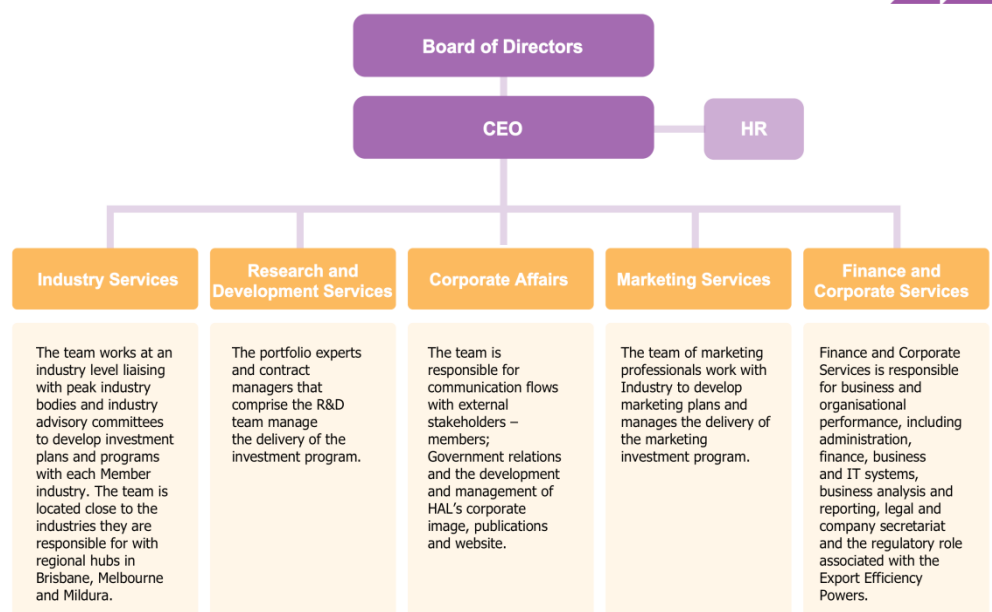 Board of Directors
CEO
HR
Industry Services
Research and
Development Services
Corporate Affairs
Marketing Services
Finance and
Corporate Services
The team works at an
industry level liaising
with peak industry
bodies and industry
advisory committees
to develop investment
plans and programs
with each Member
industry. The team is
located close to the
industries they are
responsible for with
regional hubs in
Brisbane, Melbourne
and Mildura.
The portfolio experts
and contract
managers that
comprise the R&D
team manage
the delivery of the
investment program.
The team is
responsible for
communication flows
with external
stakeholders –
members;
Government relations
and the development
and management of
HAL’s corporate
image, publications
and website.
The team of marketing
professionals work with
Industry to develop
marketing plans and
manages the delivery of
the marketing
investment program.
Finance and Corporate
Services is responsible
for business and
organisational
performance, including
administration,
finance, business
and IT systems,
business analysis and
reporting, legal and
company secretariat
and the regulatory role
associated with the
Export Efficiency
Powers.